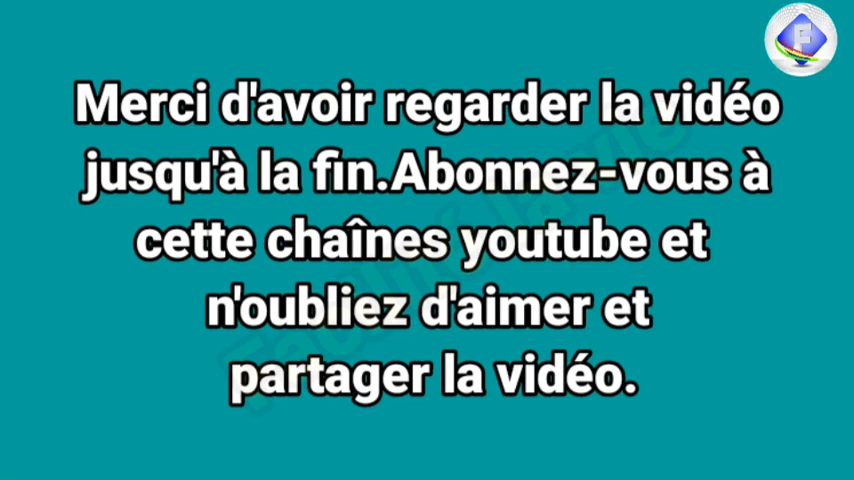 F
Merci d'avoir regarder la vidéo
jusqu'à la fin.Abonnez-vous à
cette chaînes youtube et
n'oubliez d'aimer et
partager la vidéo.